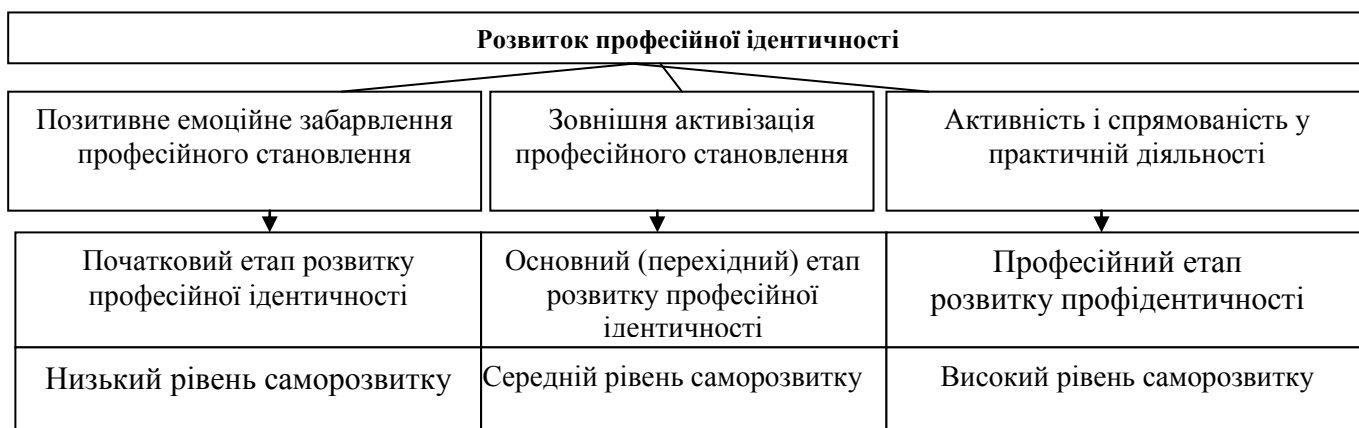 Розвиток професійної ідентичності
Позитивне емоційне забарвлення
професійного становлення
Зовнішня активізація
професійного становлення
Активність і спрямованість у
практичній діяльності
Початковий етап розвитку
професійної ідентичності
Основний (перехідний) етап
розвитку професійної
ідентичності
Професійний етап
розвитку профідентичності
Низький рівень саморозвитку
Середній рівень саморозвитку
Високий рівень саморозвитку